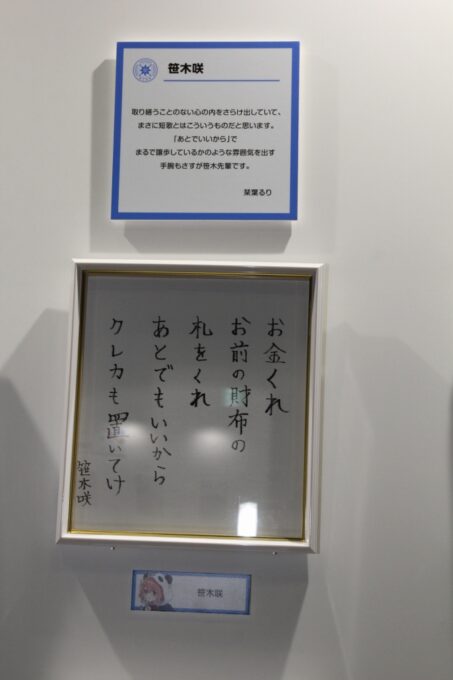 笹木咲
取り繕うことのない心の内をさらけ出していて、
まさに短歌とはこういうものだと思います。
「あとでいいから」で
まるで譲歩しているかのような雰囲気を出す
手腕もさすが笹木先輩です。
栞葉るり
お金くれ
お前の財布の
札をくれ
あとでもいいから
クレカも置いてけ
笹木咲
笹木咲